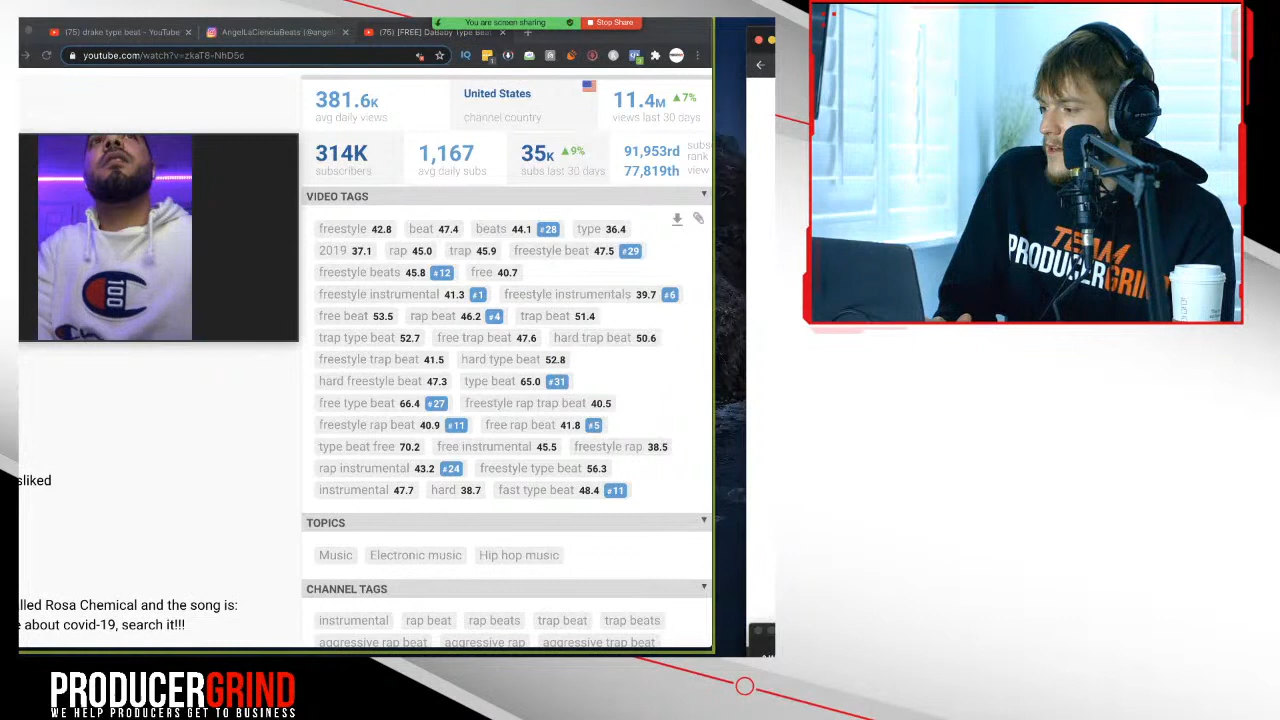 You are screen sharing Stop Share
(75) drake type beat - YouTube
AngelLaCienciaBeats (@angel
(75) [FREE] DaBaby Type Beat
youtube.com/watch?v=zkaT8-NhD5c
381.6K
avg daily views
United States
channel country
11.4M ▲7%
views last 30 days
314K
subscribers
1,167
avg daily subs
35K ▲9%
subs last 30 days
91,953rd subs
rank
77,819th view
VIDEO TAGS
freestyle 42.8 beat 47.4 beats 44.1 #28 type 36.4
2019 37.1 rap 45.0 trap 45.9 freestyle beat 47.5 #29
freestyle beats 45.8 #12 free 40.7
freestyle instrumental 41.3 #1 freestyle instrumentals 39.7 #6
free beat 53.5 rap beat 46.2 #4 trap beat 51.4
trap type beat 52.7 free trap beat 47.6 hard trap beat 50.6
freestyle trap beat 41.5 hard type beat 52.8
hard freestyle beat 47.3 type beat 65.0 #31
free type beat 66.4 #27 freestyle rap trap beat 40.5
freestyle rap beat 40.9 #11 free rap beat 41.8 #5
type beat free 70.2 free instrumental 45.5 freestyle rap 38.5
rap instrumental 43.2 #24 freestyle type beat 56.3
instrumental 47.7 hard 38.7 fast type beat 48.4 #11
TOPICS
Music Electronic music Hip hop music
CHANNEL TAGS
instrumental rap beat rap beats trap beat trap beats
aggressive rap beat aggressive rap aggressive trap beat
100
sliked
lled Rosa Chemical and the song is:
e about covid-19, search it!!!
TEAM
PRODUCERGRIN
PRODUCERGRIND
WE HELP PRODUCERS GET TO BUSINESS